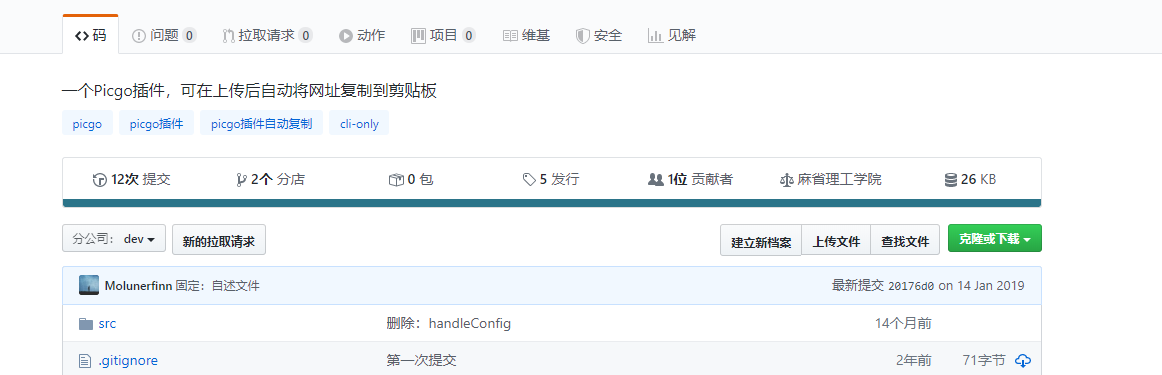 码 问题 0 拉取请求 0 动作 项目 0 维基 安全 见解
一个Picgo插件，可在上传后自动将网址复制到剪贴板
picgo picgo插件 picgo插件自动复制 cli-only
12次 提交 2个 分店 0 包 5 发行 1位 贡献者 麻省理工学院 26 KB
分公司： dev 新的拉取请求 建立新档案 上传文件 查找文件 克隆或下载
Molunerfinn 固定：自述文件 最新提交 20176d0 on 14 Jan 2019
src 删除：handleConfig 14个月前
.gitignore 第一次提交 2年前 71字节